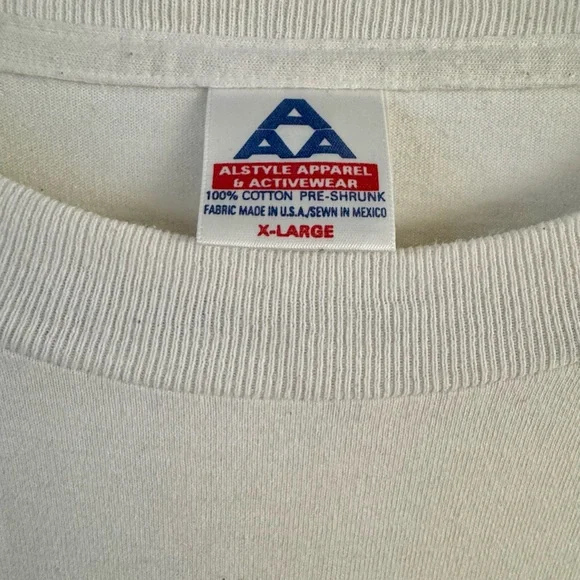 AAA
ALSTYLE APPAREL
& ACTIVEWEAR
100% COTTON PRE-SHRUNK
FABRIC MADE IN U.S.A./SEWN IN MEXICO
X-LARGE